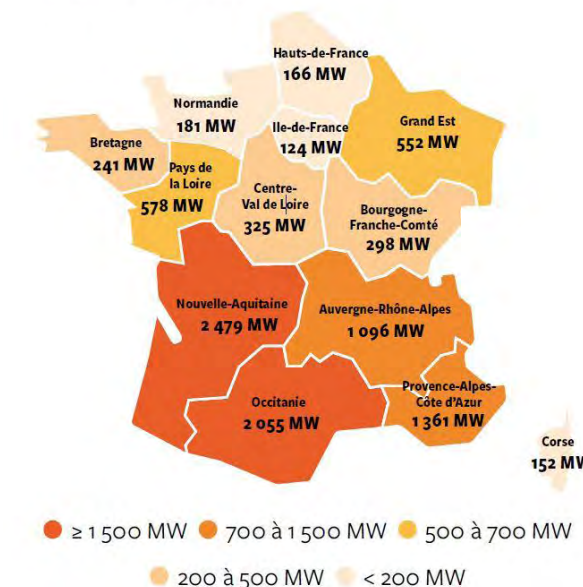 Hauts-de-France
166 MW
Normandie
181 MW
Ile-de-France
124 MW
Grand Est
552 MW
Bretagne
241 MW
Pays de
la Loire
578 MW
Centre-
Val de Loire
325 MW
Bourgogne-
Franche-Comté
298 MW
Nouvelle-Aquitaine
2 479 MW
Auvergne-Rhône-Alpes
1 096 MW
Occitanie
2 055 MW
Provence-Alpes-
Côte d'Azur
1 361 MW
Corse
152 MW
≥ 1 500 MW
700 à 1 500 MW
500 à 700 MW
200 à 500 MW
< 200 MW